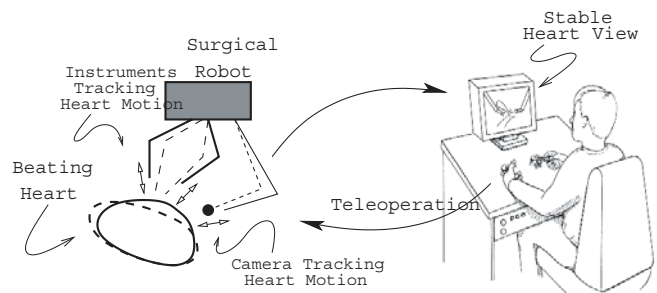 Stable
Heart View
Surgical
Robot
Instruments
Tracking
Heart Motion
Beating
Heart
Teleoperation
Camera Tracking
Heart Motion